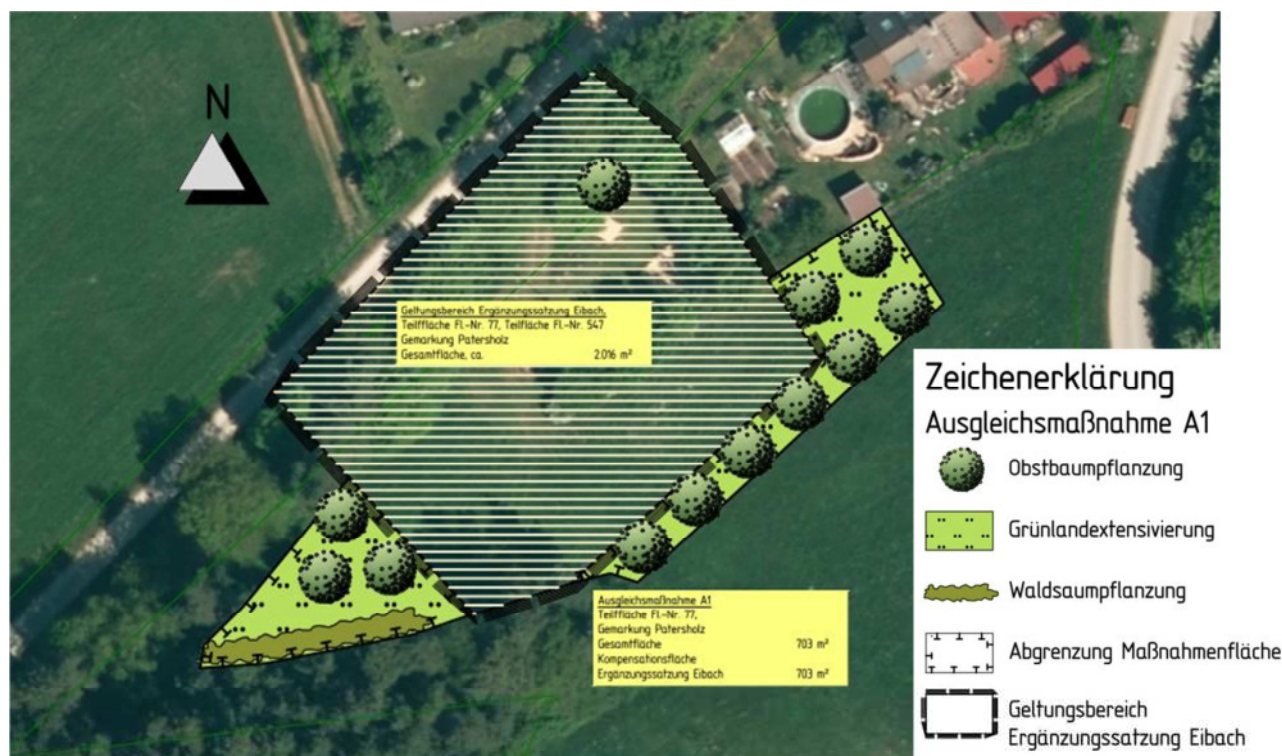 N
Geltungsbereich Ergänzungssatzung Eibach,
Teilffläche Fl.-Nr. 77, Teilfläche Fl.-Nr. 547
Gemarkung Patersholz
Gesamtfläche, ca. 2.016 m²
Ausgleichsmaßnahme A1
Teilffläche Fl.-Nr. 77,
Gemarkung Patersholz
Gesamtfläche 703 m²
Kompensationsfläche
Ergänzungssatzung Eibach 703 m²
Zeichenerklärung
Ausgleichsmaßnahme A1
Obstbaumpflanzung
Grünlandextensivierung
Waldsaumpflanzung
Abgrenzung Maßnahmenfläche
Geltungsbereich
Ergänzungssatzung Eibach